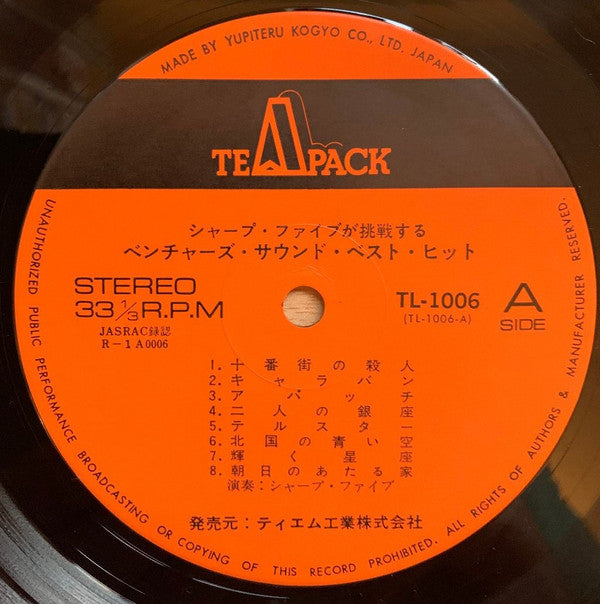 MADE BY YUPITERU KOGYO CO., LTD. JAPAN
TEAPACK
シャープ・ファイブが挑戦する
ベンチャーズ・サウンド・ベスト・ヒット
STEREO
33 1/3 R.P.M
JASRAC録認
R-1A0006
TL-1006
(TL-1006-A)
A
SIDE
1. 十番街の殺人
2. キャラバン
3. アパッチ
4. 二人の銀座
5. テルスター
6. 北国の青い空
7. 輝く星座
8. 朝日のあたる家
演奏：シャープ・ファイブ
発売元：ティエム工業株式会社
UNAUTHORIZED PUBLIC PERFORMANCE BROADCASTING OR COPYING OF THIS RECORD PROHIBITED. ALL RIGHTS OF AUTHORS & MANUFACTURER RESERVED.